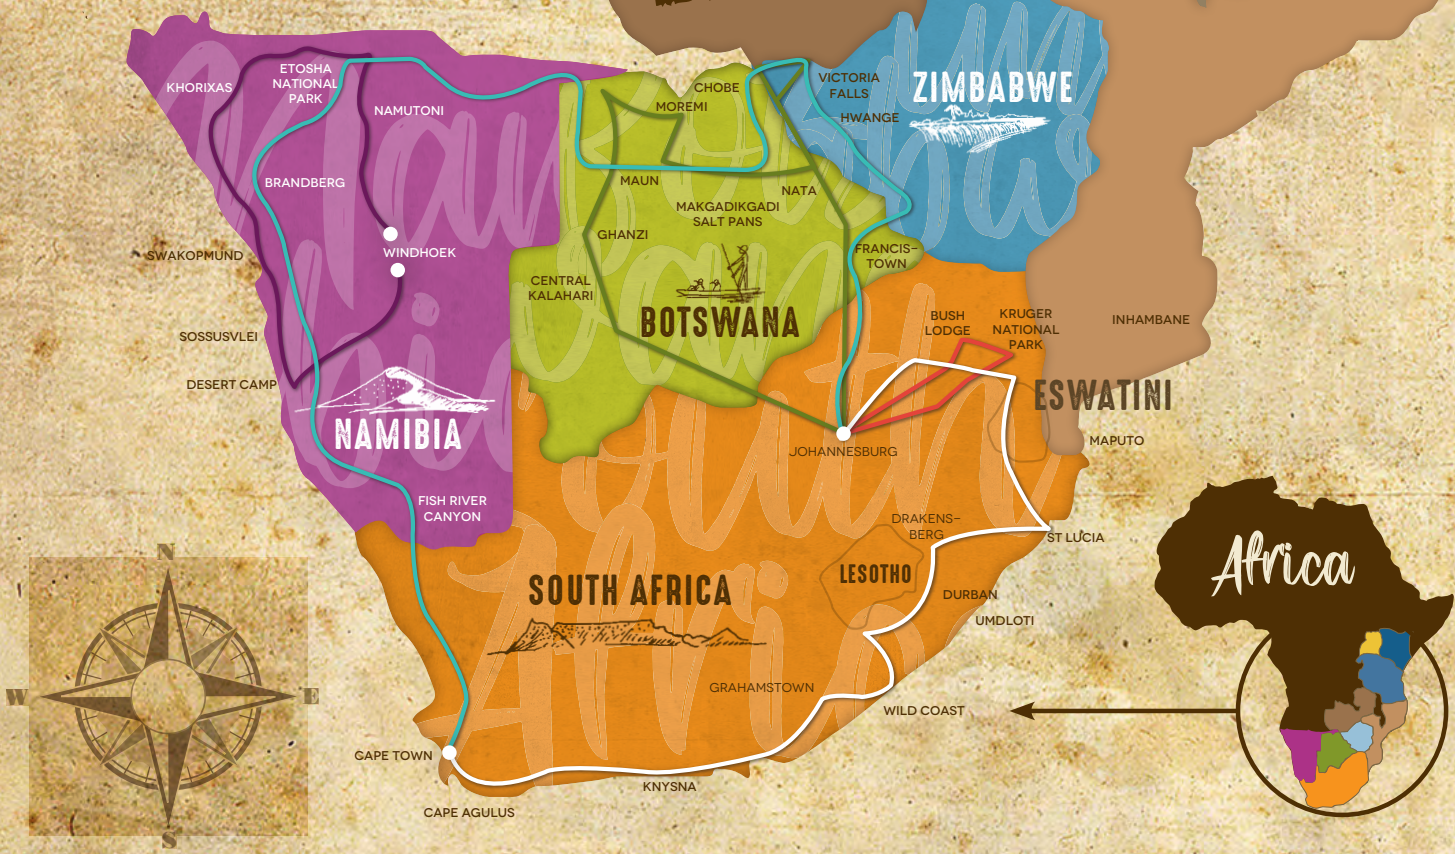 ETOSHA
NATIONAL
PARK
KHORIXAS
NAMUTONI
BRANDBERG
SWAKOPMUND
WINDHOEK
SOSSUSVLEI
DESERT CAMP
NAMIBIA
FISH RIVER
CANYON
CHOBE
MOREMI
MAUN
NATA
MAKGADIKGADI
SALT PANS
GHANZI
CENTRAL
KALAHARI
BOTSWANA
FRANCIS-
TOWN
VICTORIA
FALLS
HWANGE
ZIMBABWE
BUSH
LODGE
KRUGER
NATIONAL
PARK
INHAMBANE
ESWATINI
MAPUTO
JOHANNESBURG
DRAKENS-
BERG
ST LUCIA
LESOTHO
SOUTH AFRICA
DURBAN
UMDLOTI
GRAHAMSTOWN
WILD COAST
CAPE TOWN
KNYSNA
CAPE AGULUS
South
Africa
N
W
E
S
Africa